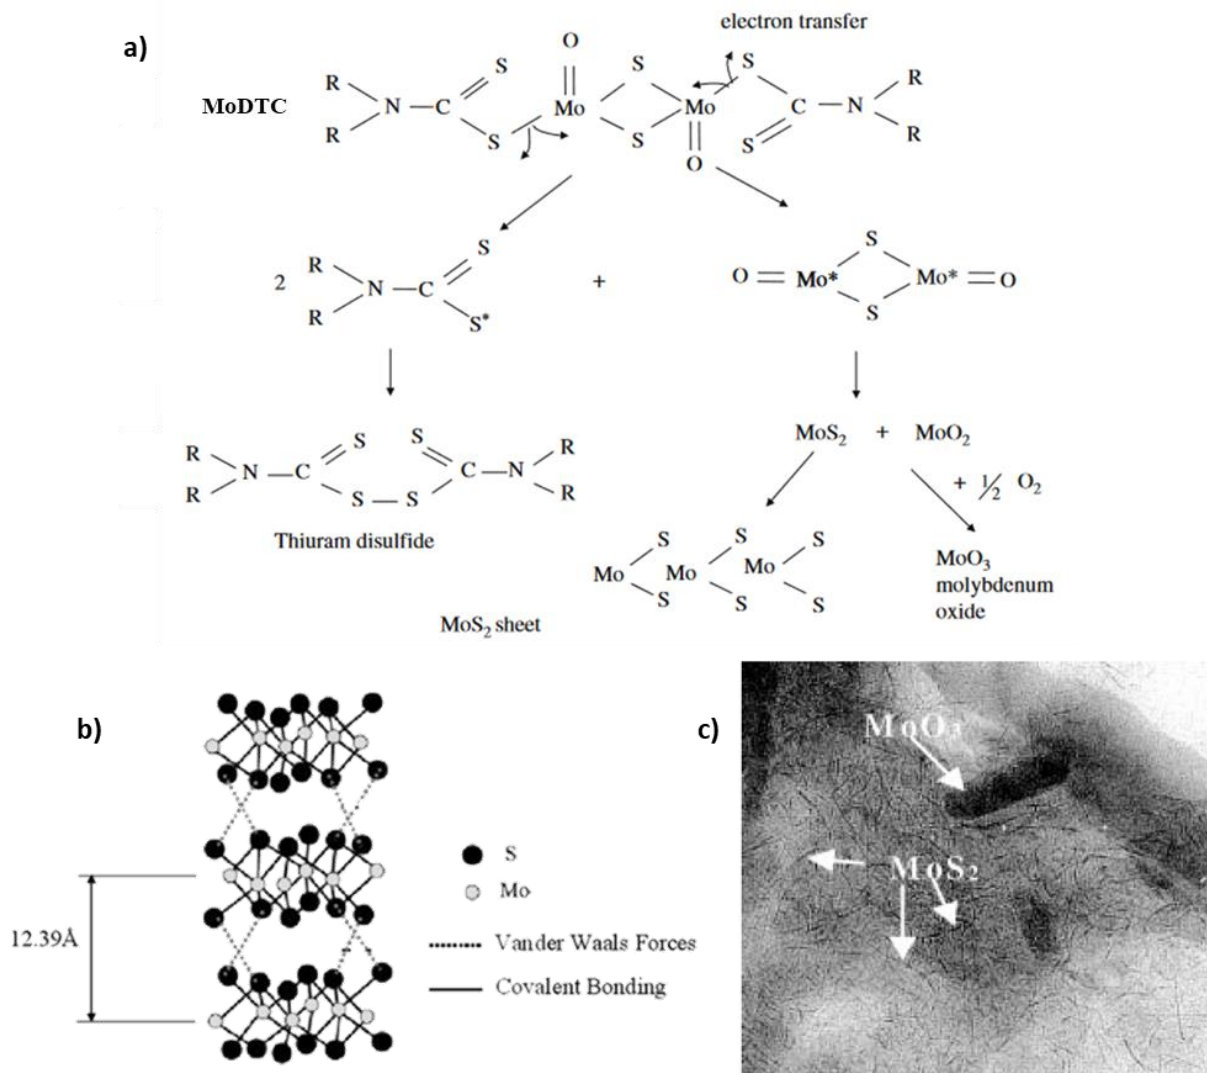 a)
electron transfer
MoDTC
R
R
N
C
S
S
O
Mo
S
S
Mo
O
S
S
C
N
R
R
2
R
R
N
C
S
S*
+
O
Mo*
S
S
Mo*
O
R
R
N
C
S
S
S
S
C
N
R
R
Thiuram disulfide
MoS₂ + MoO₂
+ 1/2 O₂
Mo
S
S
Mo
S
S
Mo
S
S
MoO₃
molybdenum
oxide
MoS₂ sheet
b)
12.39Å
S
Mo
Vander Waals Forces
Covalent Bonding
c)
MoO₃
MoS₂